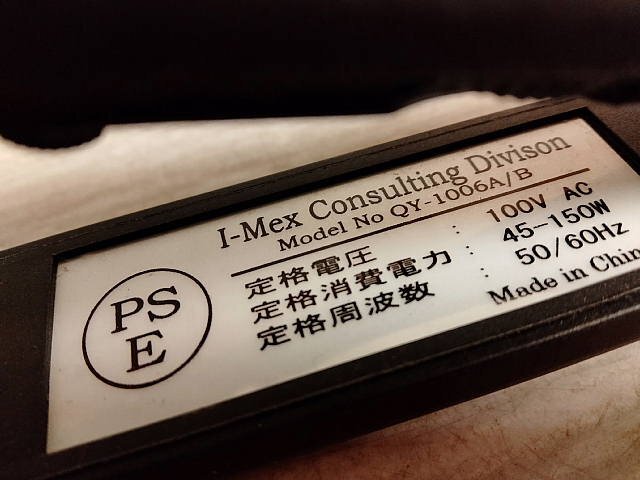 I-Mex Consulting Divison
Model No QY-1006A/B
定格電圧 : 100V AC
定格消費電力 : 45-150W
定格周波数 : 50/60Hz
Made in China
PS
E